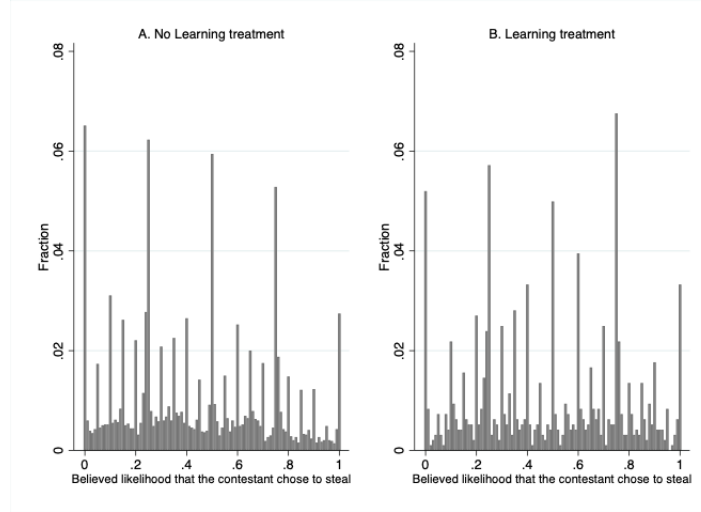 A. No Learning treatment
.08
.06
.04
.02
0
Fraction
0 .2 .4 .6 .8 1
Believed likelihood that the contestant chose to steal
B. Learning treatment
.08
.06
.04
.02
0
Fraction
0 .2 .4 .6 .8 1
Believed likelihood that the contestant chose to steal